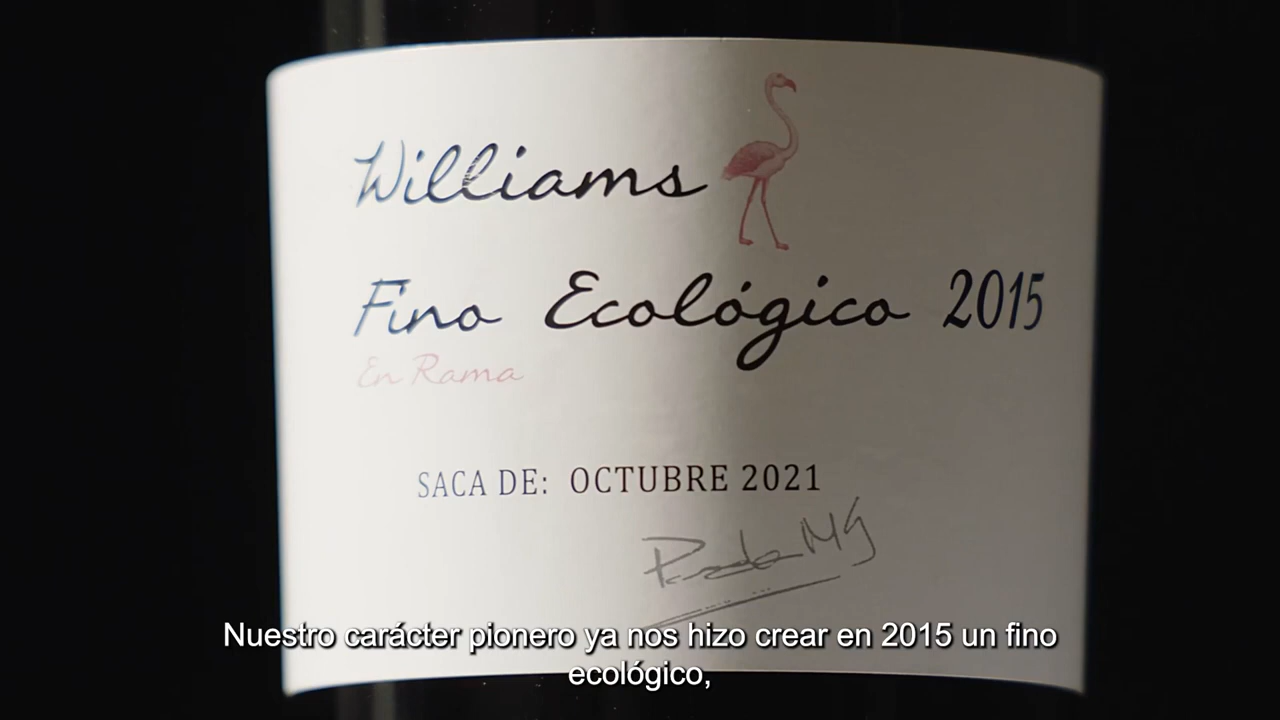 Williams
Fino Ecológico 2015
En Rama
SACA DE: OCTUBRE 2021
Nuestro carácter pionero ya nos hizo crear en 2015 un fino
ecológico,